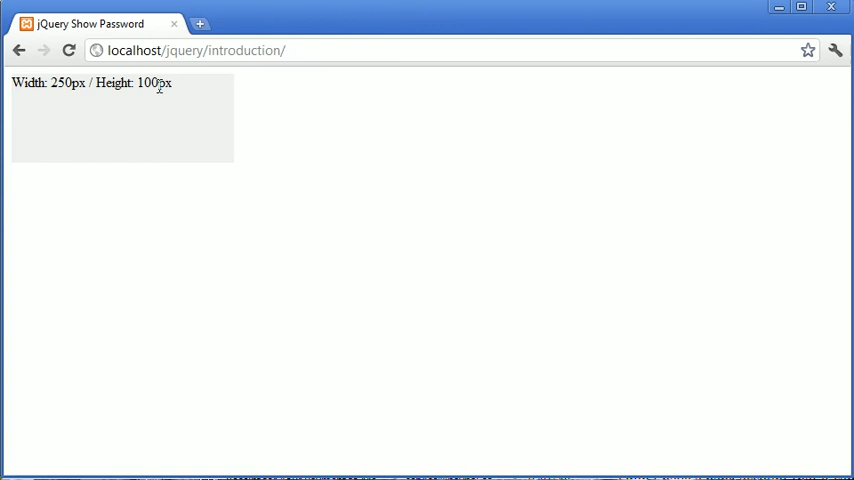 jQuery Show Password
localhost/jquery/introduction/
Width: 250px / Height: 100px